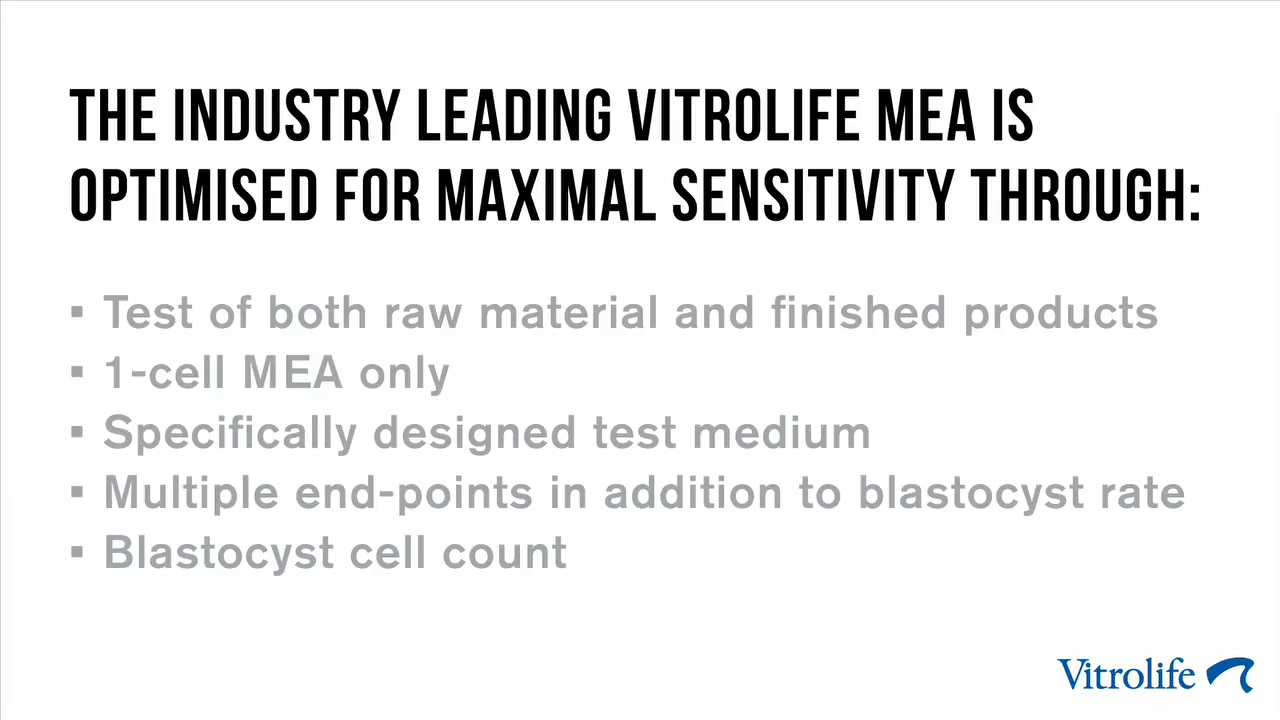 THE INDUSTRY LEADING VITROLIFE MEA IS
OPTIMISED FOR MAXIMAL SENSITIVITY THROUGH:
▪ Test of both raw material and finished products
▪ 1-cell MEA only
▪ Specifically designed test medium
▪ Multiple end-points in addition to blastocyst rate
▪ Blastocyst cell count
Vitrolife